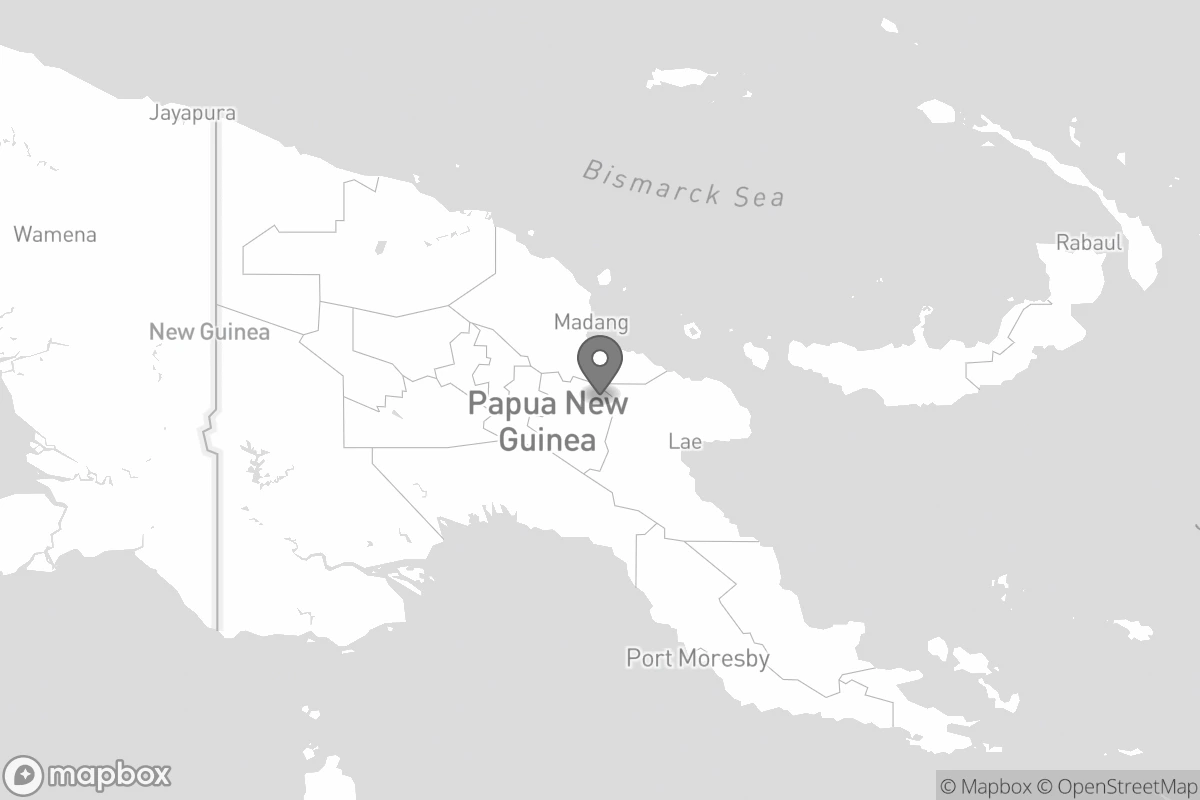 Jayapura
Bismarck Sea
Wamena
Rabaul
New Guinea
Madang
Papua New
Guinea
Lae
Port Moresby
mapbox
© Mapbox © OpenStreetMap